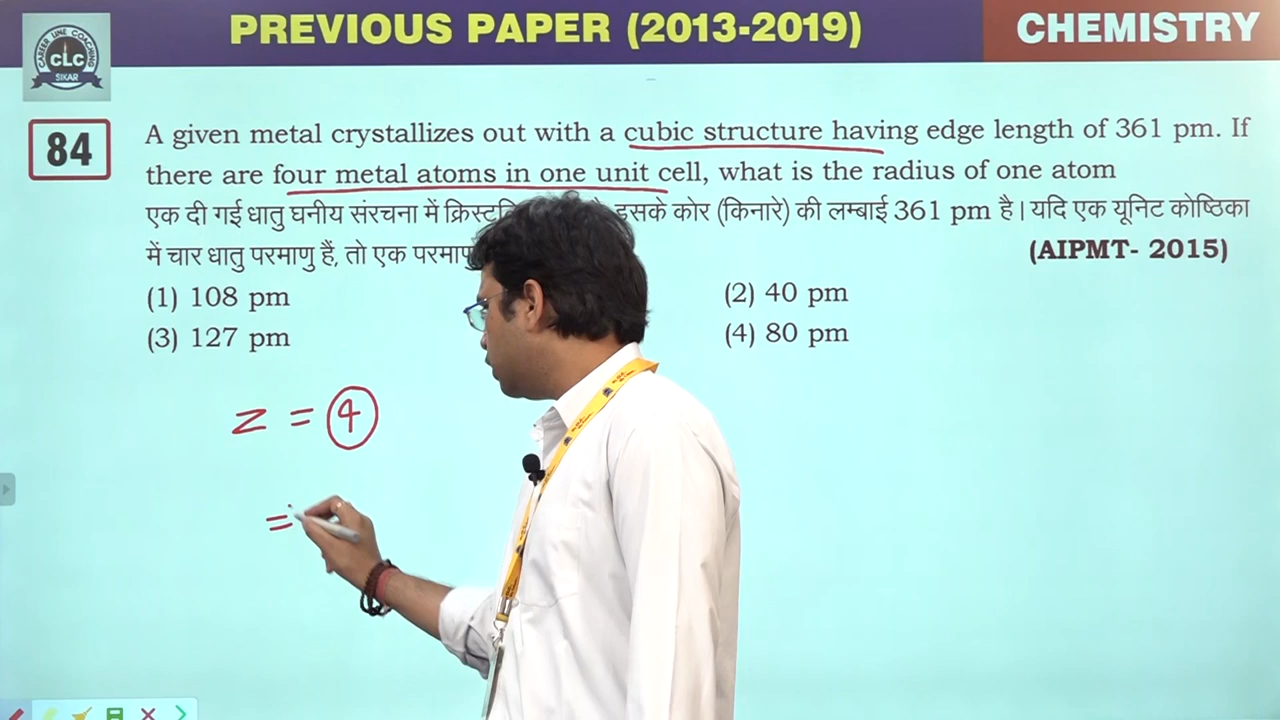 PREVIOUS PAPER (2013-2019)
CHEMISTRY
CAREER LINE COACHING
CLC
SIKAR
84
A given metal crystallizes out with a cubic structure having edge length of 361 pm. If
there are four metal atoms in one unit cell, what is the radius of one atom
एक दी गई धातु घनीय संरचना में इसके कोर (किनारे) की लम्बाई 361 pm है। यदि एक यूनिट कोष्ठिका
में चार धातु परमाणु हैं, तो एक
(AIPMT- 2015)
(1) 108 pm
(2) 40 pm
(3) 127 pm
(4) 80 pm
z = 4
=